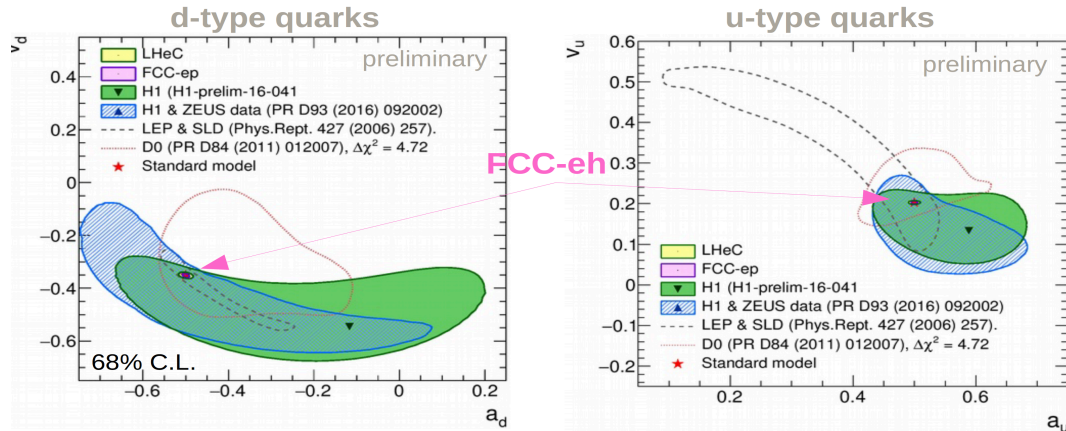 d-type quarks
v_d
preliminary
LHeC
FCC-ep
H1 (H1-prelim-16-041
H1 & ZEUS data (PR D93 (2016) 092002)
LEP & SLD (Phys.Rept. 427 (2006) 257).
D0 (PR D84 (2011) 012007), Δχ² = 4.72
Standard model
0.4
0.2
0
−0.2
−0.4
−0.6
68% C.L.
−0.6 −0.4 −0.2 0 0.2
a_d
FCC-eh
u-type quarks
v_u
preliminary
0.6
0.5
0.4
0.3
0.2
0.1
0
−0.1
−0.2
LHeC
FCC-ep
H1 (H1-prelim-16-041
H1 & ZEUS data (PR D93 (2016) 092002)
LEP & SLD (Phys.Rept. 427 (2006) 257).
D0 (PR D84 (2011) 012007), Δχ² = 4.72
Standard model
0.2 0.4 0.6 0.8
a_u